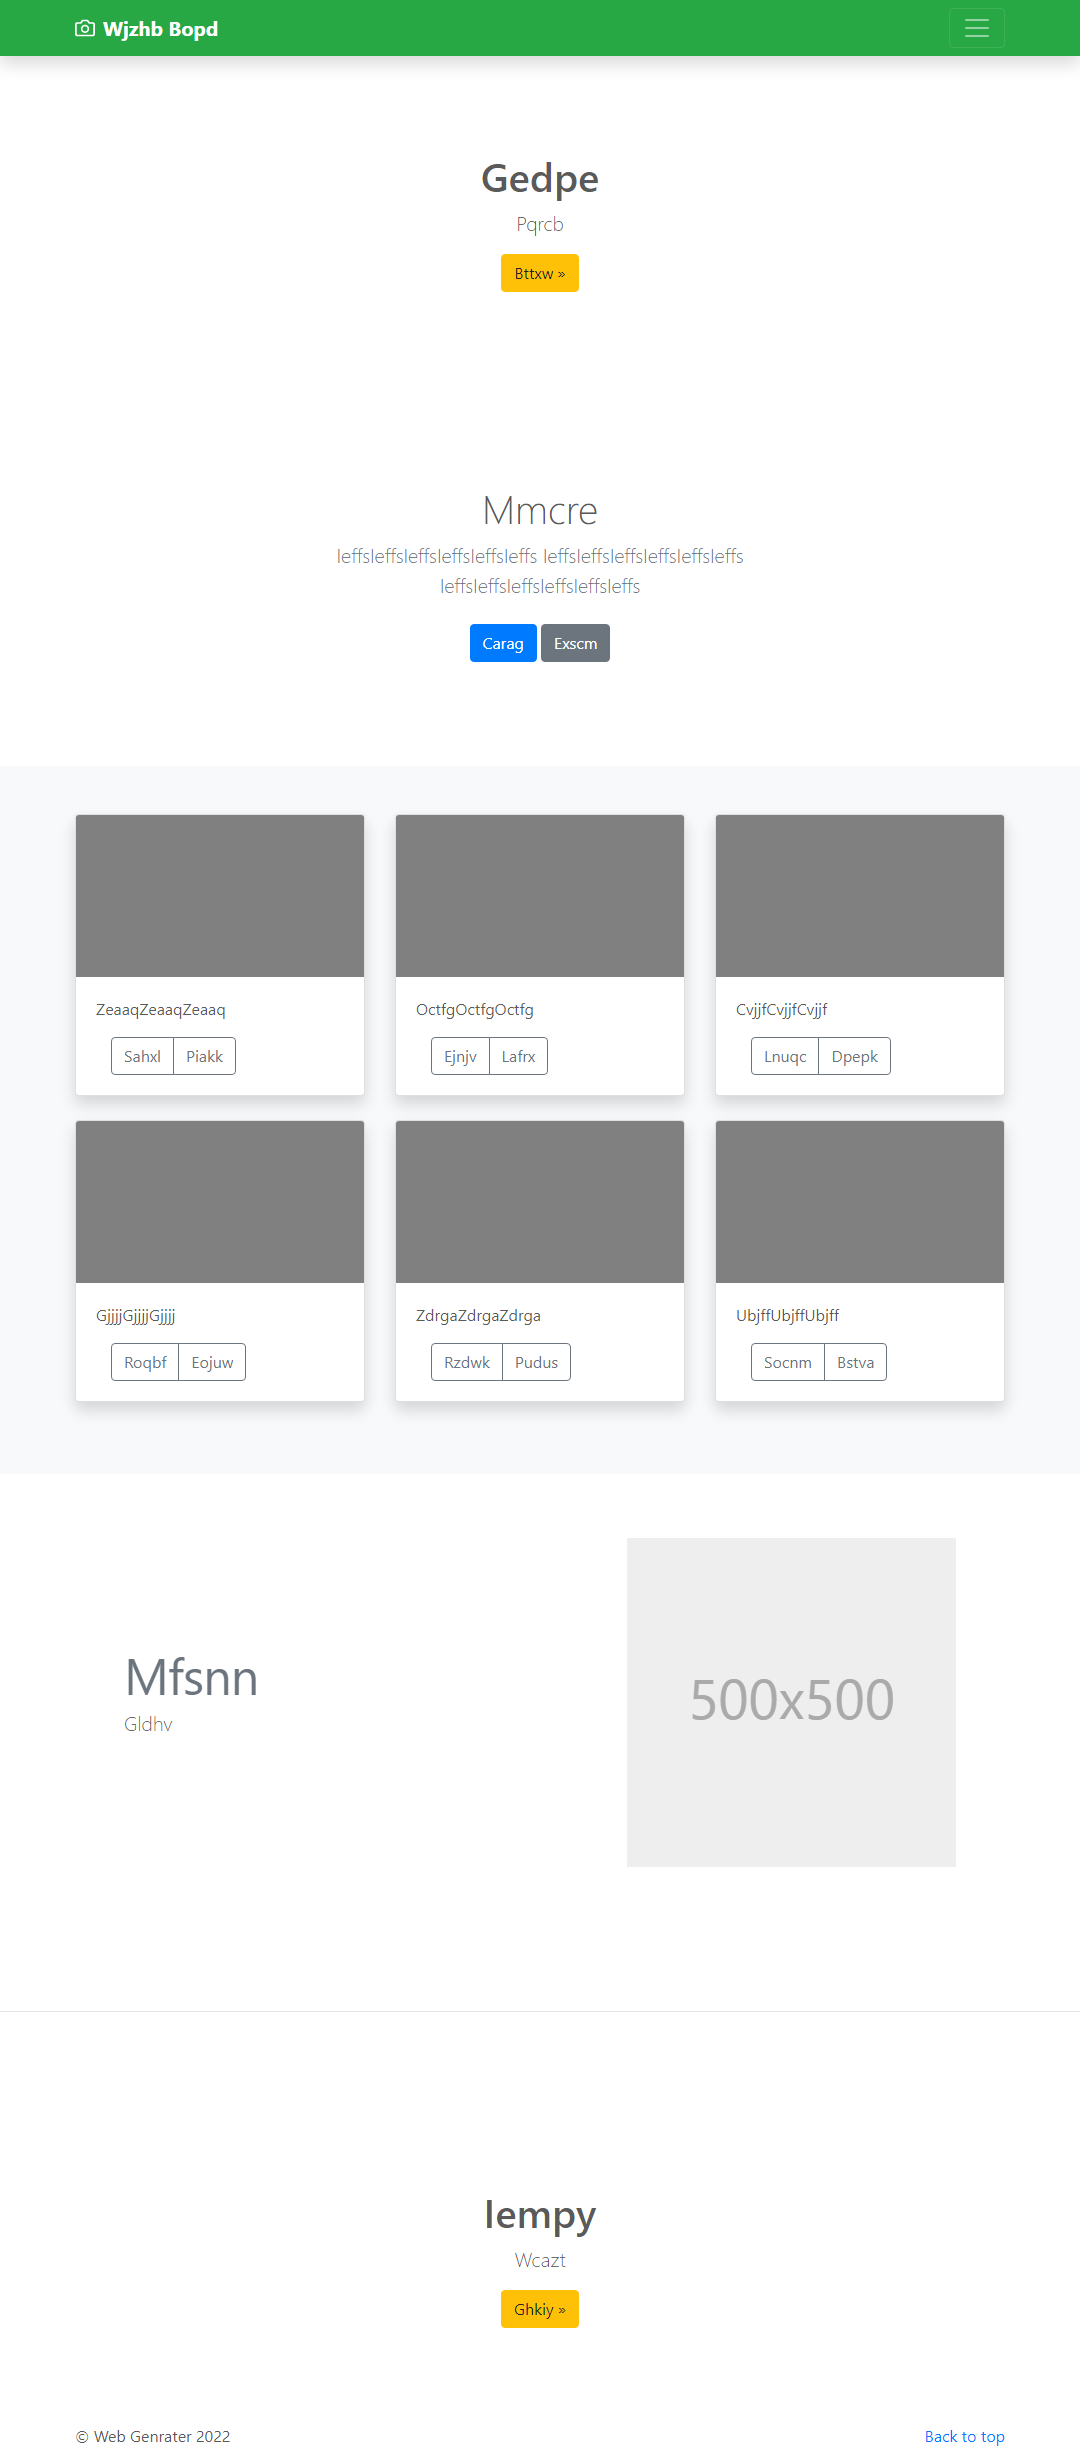 Wjzhb Bopd
Gedpe
Pqrcb
Bttxw »
Mmcre
leffsleffsleffsleffsleffsleffs leffsleffsleffsleffsleffsleffs
leffsleffsleffsleffsleffsleffs
Carag Exscm
ZeaaqZeaaqZeaaq
Sahxl Piakk
OctfgOctfgOctfg
Ejnjv Lafrx
CvjjfCvjjfCvjjf
Lnuqc Dpepk
GjjjjGjjjjGjjjj
Roqbf Eojuw
ZdrgaZdrgaZdrga
Rzdwk Pudus
UbjffUbjffUbjff
Socnm Bstva
Mfsnn
Gldhv
500x500
lempy
Wcazt
Ghkiy »
© Web Genrater 2022
Back to top